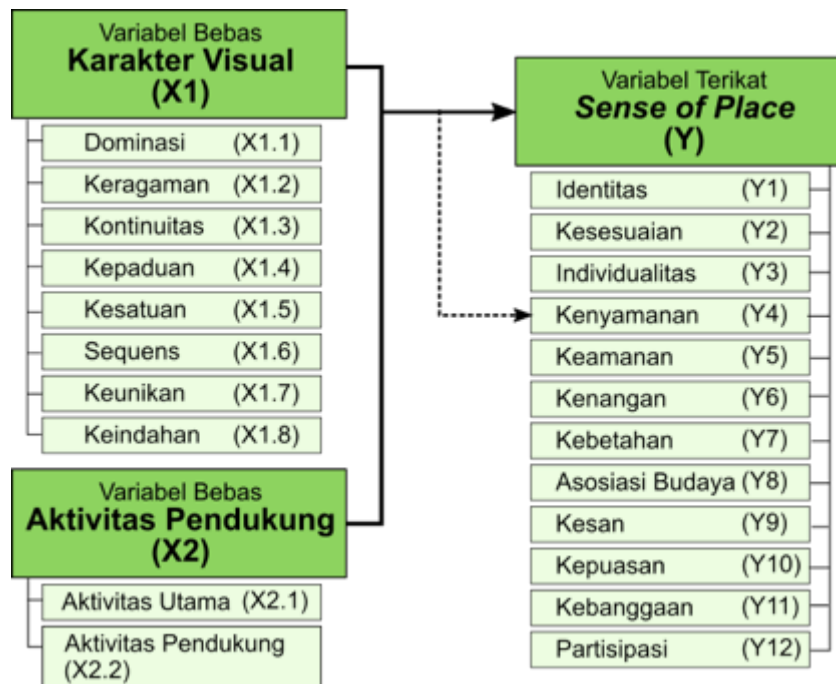 Variabel Bebas
Karakter Visual
(X1)
Dominasi (X1.1)
Keragaman (X1.2)
Kontinuitas (X1.3)
Kepaduan (X1.4)
Kesatuan (X1.5)
Sequens (X1.6)
Keunikan (X1.7)
Keindahan (X1.8)
Variabel Bebas
Aktivitas Pendukung
(X2)
Aktivitas Utama (X2.1)
Aktivitas Pendukung
(X2.2)
Variabel Terikat
Sense of Place
(Y)
Identitas (Y1)
Kesesuaian (Y2)
Individualitas (Y3)
Kenyamanan (Y4)
Keamanan (Y5)
Kenangan (Y6)
Kebetahan (Y7)
Asosiasi Budaya (Y8)
Kesan (Y9)
Kepuasan (Y10)
Kebanggaan (Y11)
Partisipasi (Y12)